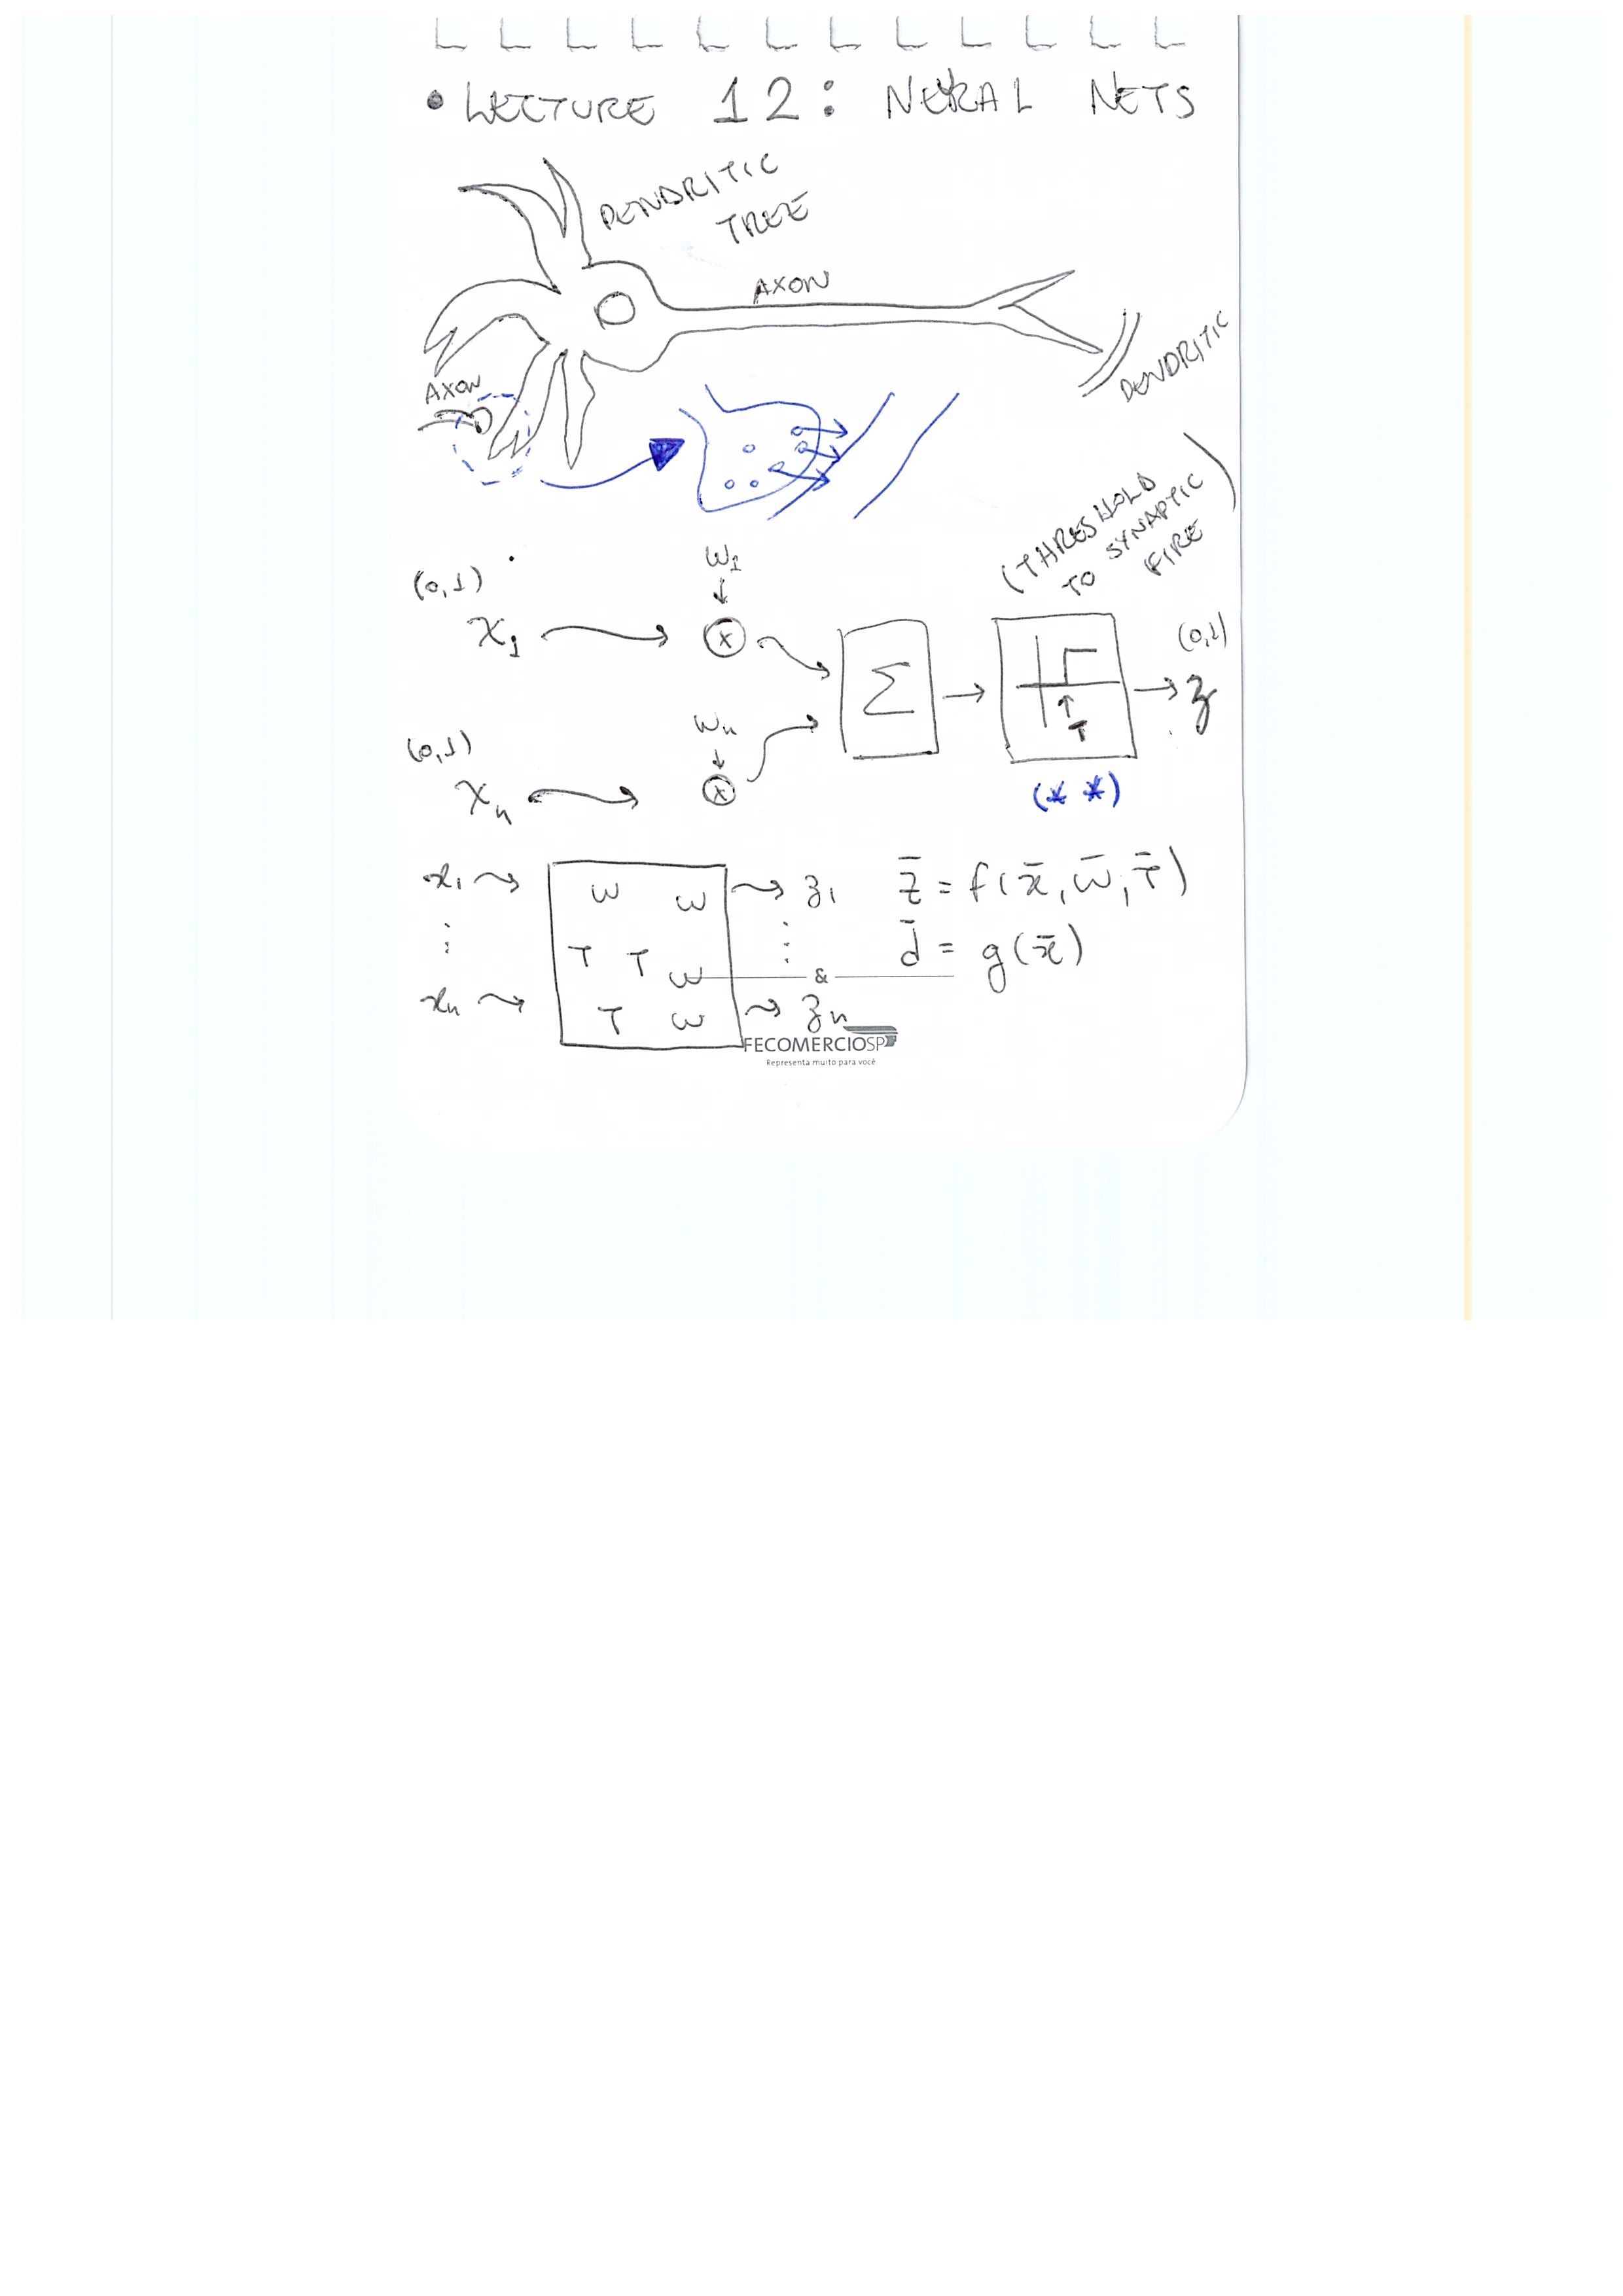 • LECTURE 12: NEURAL NETS
DENDRITIC
TREE
AXON
DENDRITIC
AXON
(THRESHOLD
TO SYNAPTIC
FIRE)
(0,1)
W1
x1
x
Σ
T
(0,1)
z
(0,1)
Wn
xn
x
(* *)
x1
W W
z1
z̄ = f(x̄, w̄, T̄)
⋮
T T W
⋮
d̄ = g(x̄)
&
xn
T W
zn
FECOMERCIOSP
Representa muito para você